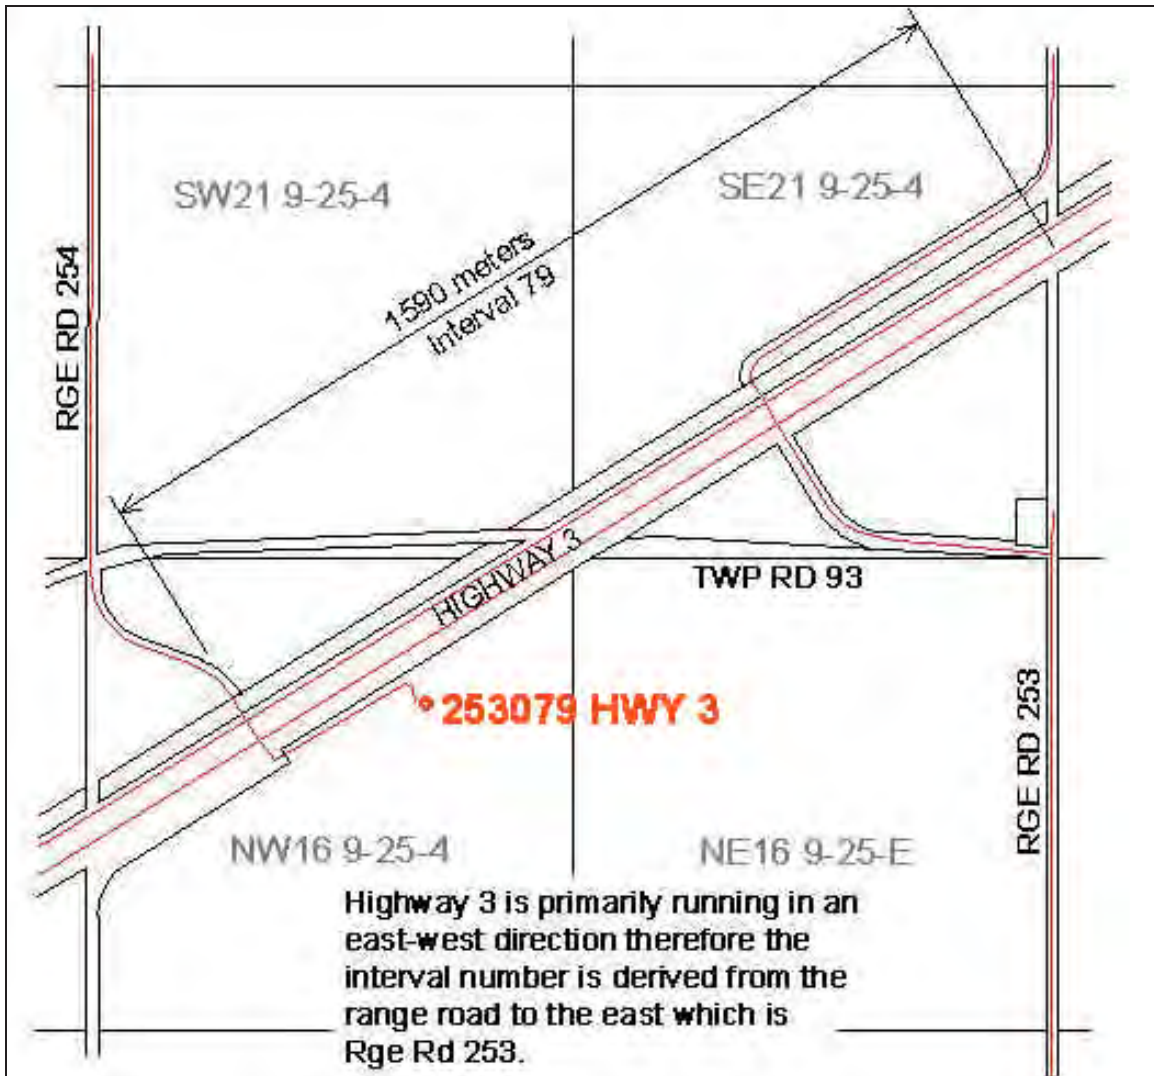 SW21 9-25-4
SE21 9-25-4
RGE RD 254
1590 meters
Interval 79
HIGHWAY 3
TWP RD 93
253079 HWY 3
RGE RD 253
NW16 9-25-4
NE16 9-25-E
Highway 3 is primarily running in an
east-west direction therefore the
interval number is derived from the
range road to the east which is
Rge Rd 253.